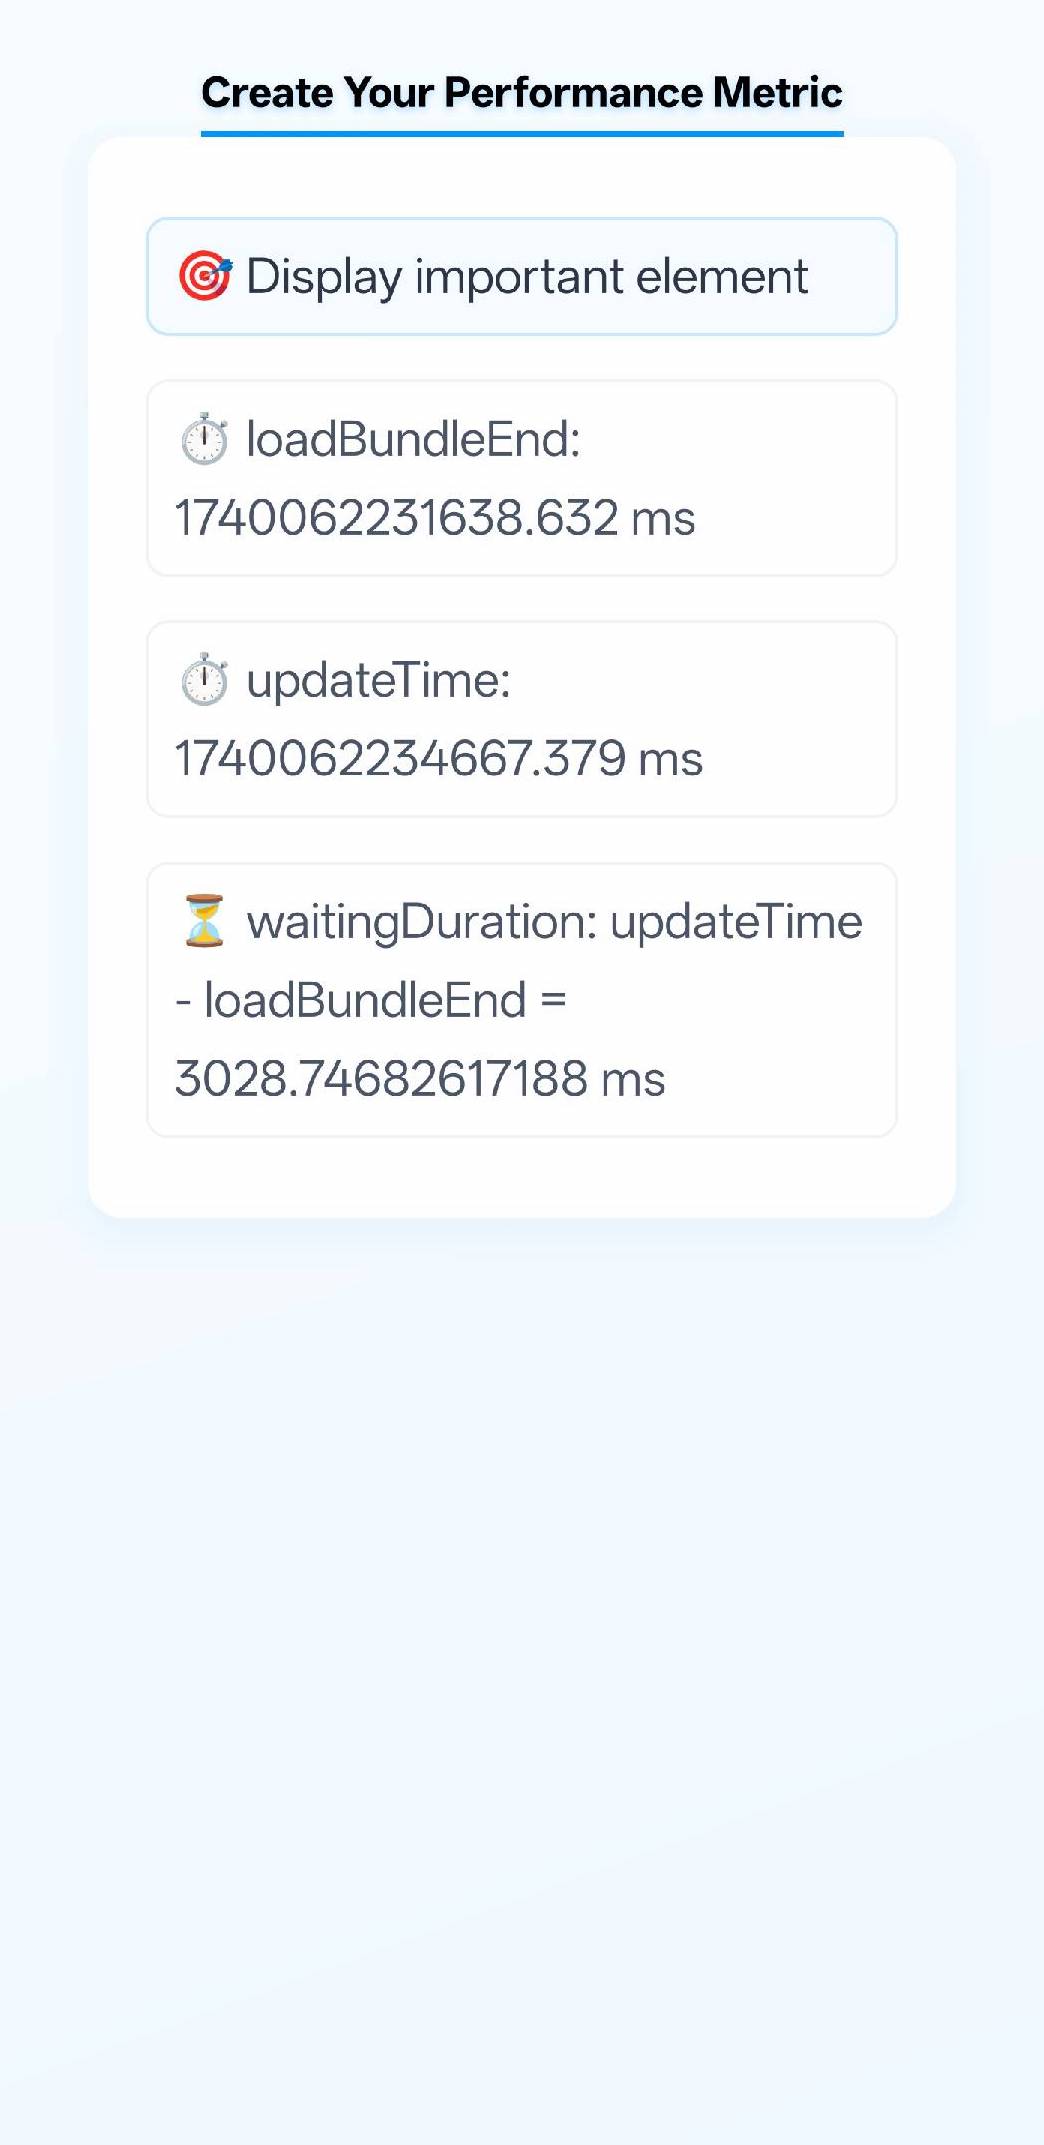 Create Your Performance Metric
🎯 Display important element
⏱️ loadBundleEnd:
1740062231638.632 ms
⏱️ updateTime:
1740062234667.379 ms
⏳ waitingDuration: updateTime
- loadBundleEnd =
3028.74682617188 ms